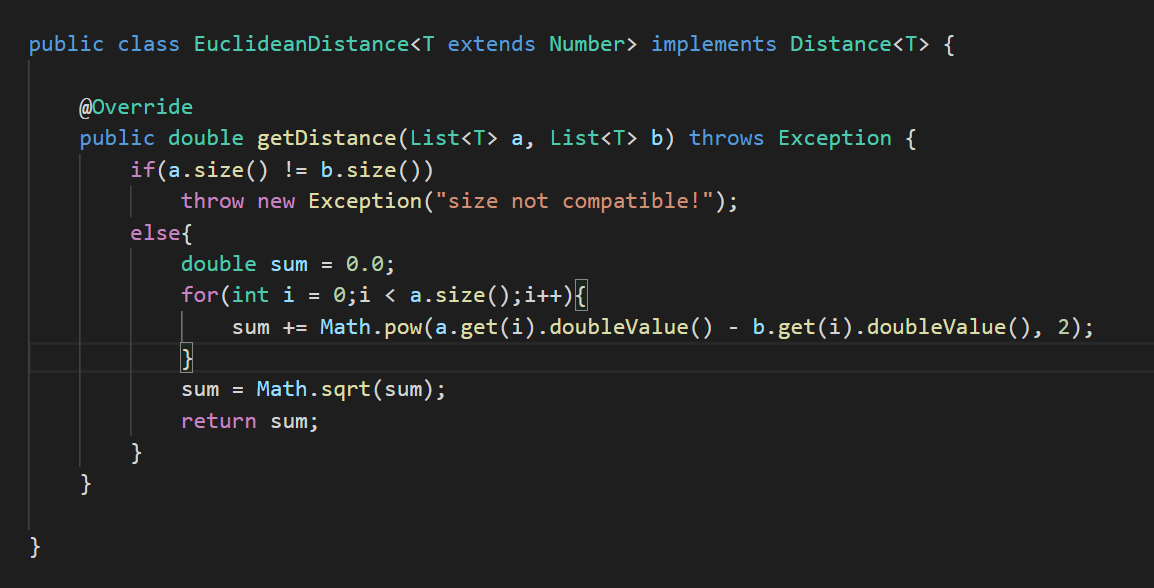 public class EuclideanDistance<T extends Number> implements Distance<T> {
@Override
public double getDistance(List<T> a, List<T> b) throws Exception {
if(a.size() != b.size())
throw new Exception("size not compatible!");
else{
double sum = 0.0;
for(int i = 0;i < a.size();i++){
sum += Math.pow(a.get(i).doubleValue() - b.get(i).doubleValue(), 2);
}
sum = Math.sqrt(sum);
return sum;
}
}
}